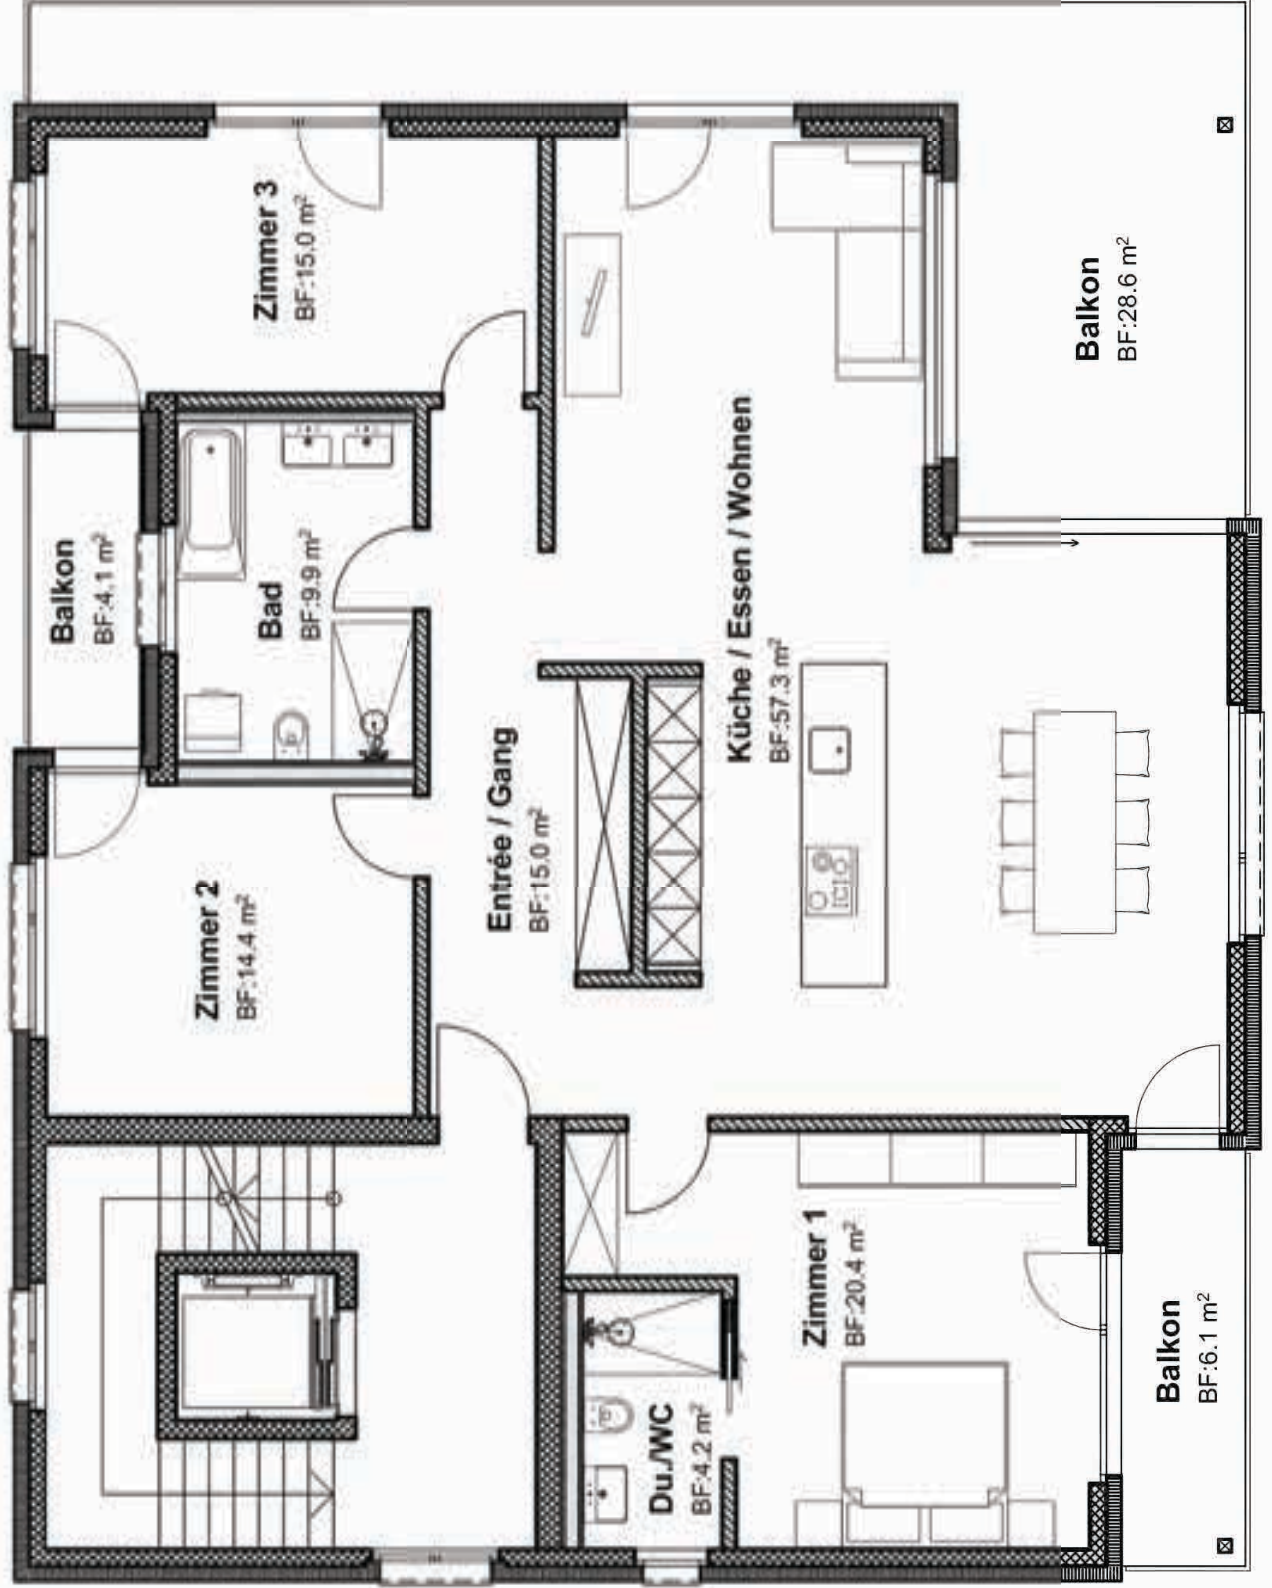 Zimmer 3
BF:15.0 m²
Balkon
BF:28.6 m²
Balkon
BF:4.1 m²
Bad
BF:9.9 m²
Küche / Essen / Wohnen
BF:57.3 m²
Entrée / Gang
BF:15.0 m²
Zimmer 2
BF:14.4 m²
Zimmer 1
BF:20.4 m²
Du./WC
BF:4.2 m²
Balkon
BF:6.1 m²